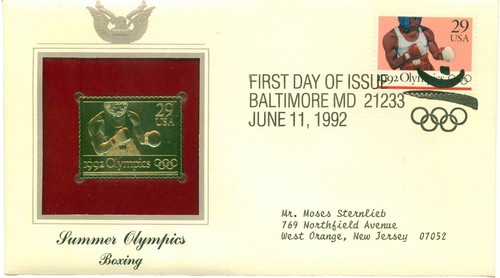 29
USA
1992 Olympics
FIRST DAY OF ISSUE
BALTIMORE MD 21233
JUNE 11, 1992
29
USA
1992 Olympics
Mr. Moses Sternlieb
769 Northfield Avenue
West Orange, New Jersey 07052
Summer Olympics
Boxing